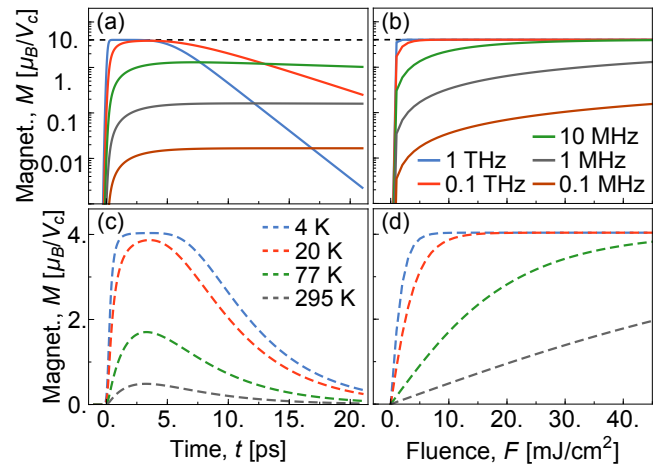 (a)
(b)
Magnet., M [μB/Vc]
10.
1.
0.1
0.01
10 MHz
1 THz
1 MHz
0.1 THz
0.1 MHz
(c)
(d)
Magnet., M [μB/Vc]
4
2.
0.
4 K
20 K
77 K
295 K
0. 5. 10. 15. 20.
0. 10. 20. 30. 40.
Time, t [ps]
Fluence, F [mJ/cm²]